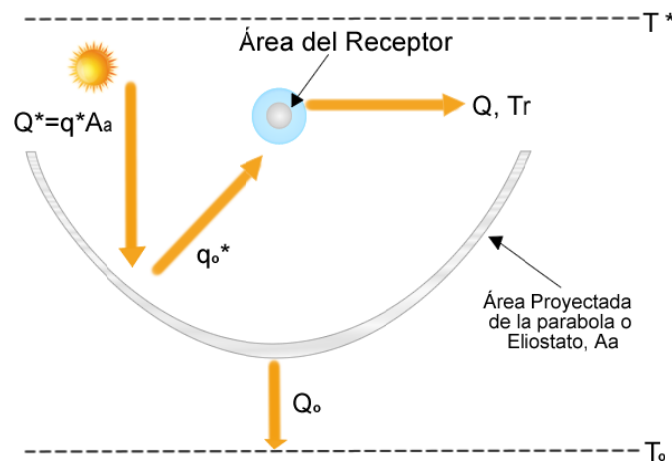 T*
Área del Receptor
Q*=q*Aa
Q, Tr
qo*
Área Proyectada
de la parabola o
Eliostato, Aa
Qo
To